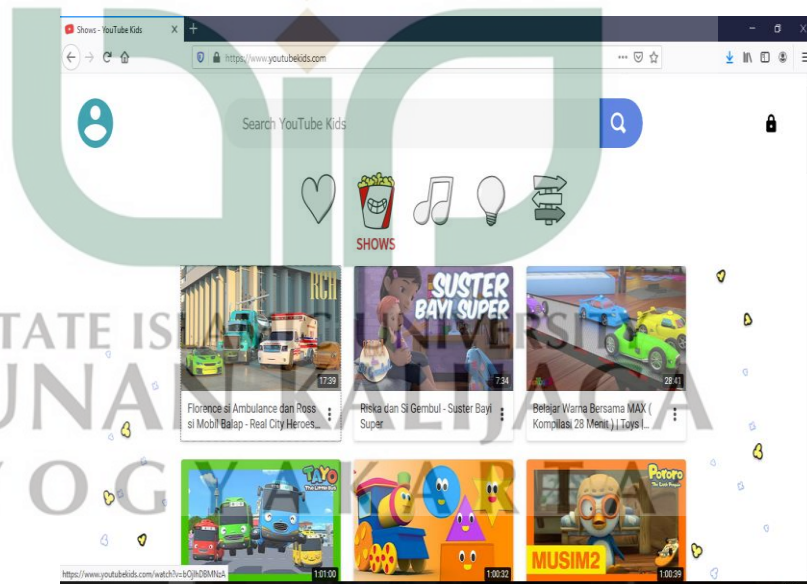 Shows - YouTube Kids
https://www.youtubekids.com
Search YouTube Kids
SHOWS
RCH
17:39
SUSTER
BAYI SUPER
7:34
28:41
Florence si Ambulance dan Ross
si Mobil Balap - Real City Heroes...
Riska dan Si Gembul - Suster Bayi
Super
Belajar Warna Bersama MAX (
Kompilasi 28 Menit ) | Toys |...
STATE ISLAMIC UNIVERSITY
SUNAN KALIJAGA
YOGYAKARTA
TAYO
The Little Bus
1:01:00
1:00:32
Pororo
The Little Penguin
MUSIM2
1:00:39
https://www.youtubekids.com/watch?v=bOjIhDBMNzA